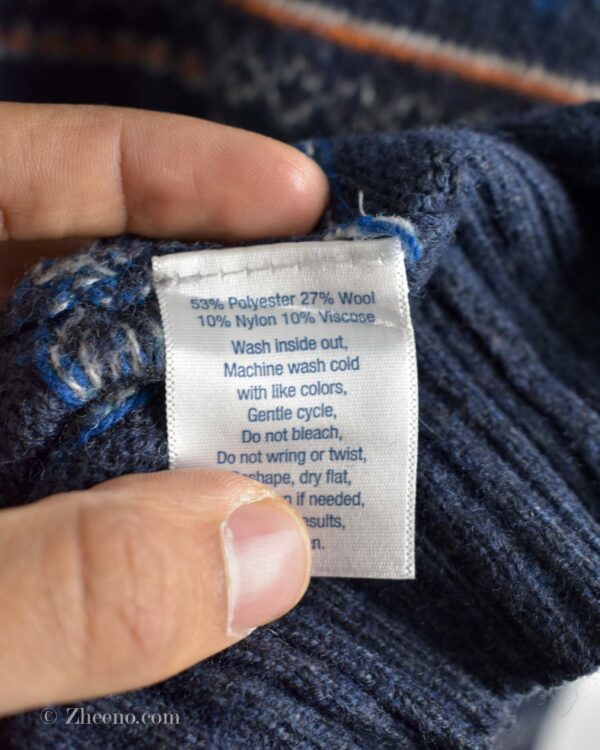 53% Polyester 27% Wool
10% Nylon 10% Viscose
Wash inside out,
Machine wash cold
with like colors,
Gentle cycle,
Do not bleach,
Do not wring or twist,
dry flat,
if needed,
© Zheeno.com